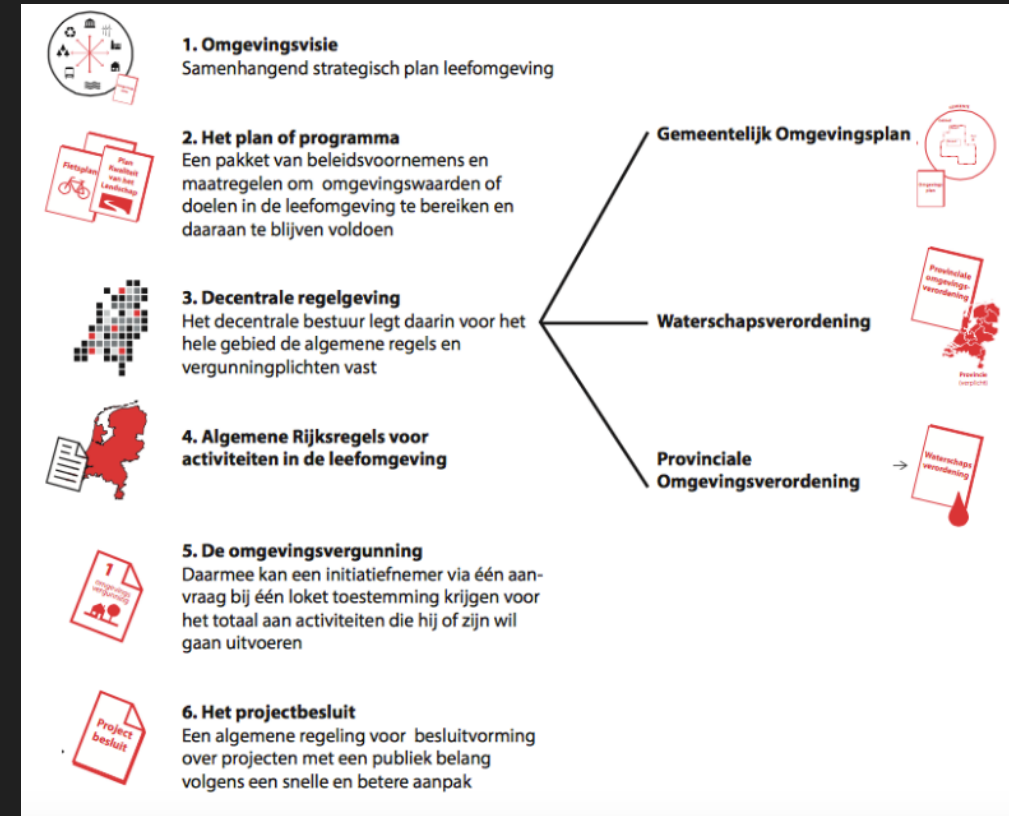 1. Omgevingsvisie
Samenhangend strategisch plan leefomgeving
2. Het plan of programma
Een pakket van beleidsvoornemens en
maatregelen om omgevingswaarden of
doelen in de leefomgeving te bereiken en
daaraan te blijven voldoen
Fietsplan
Plan
Kwaliteit
van het
Landschap
3. Decentrale regelgeving
Het decentrale bestuur legt daarin voor het
hele gebied de algemene regels en
vergunningplichten vast
4. Algemene Rijksregels voor
activiteiten in de leefomgeving
5. De omgevingsvergunning
Daarmee kan een initiatiefnemer via één aan-
vraag bij één loket toestemming krijgen voor
het totaal aan activiteiten die hij of zijn wil
gaan uitvoeren
1
omgevings
vergunning
6. Het projectbesluit
Een algemene regeling voor besluitvorming
over projecten met een publiek belang
volgens een snelle en betere aanpak
Project
besluit
Gemeentelijk Omgevingsplan
Waterschapsverordening
Provinciale
omgevings-
verordening
Provincie
(verplicht)
Provinciale
Omgevingsverordening
Waterschaps
verordening